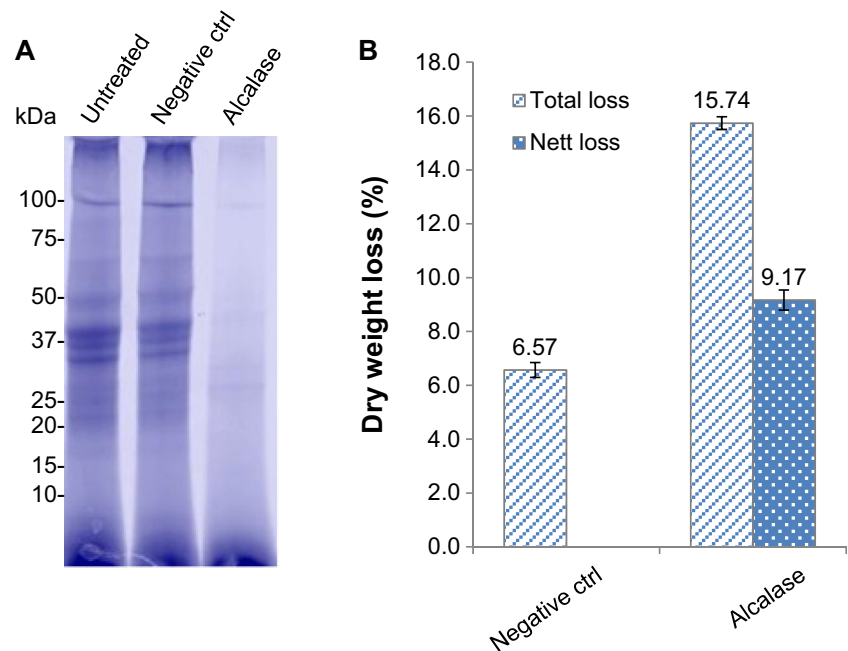 A
Untreated
Negative ctrl
Alcalase
kDa
100-
75-
50-
37-
25-
20-
15-
10-
B
Dry weight loss (%)
18.0
16.0
14.0
12.0
10.0
8.0
6.0
4.0
2.0
0.0
Total loss
Nett loss
6.57
15.74
9.17
Negative ctrl
Alcalase